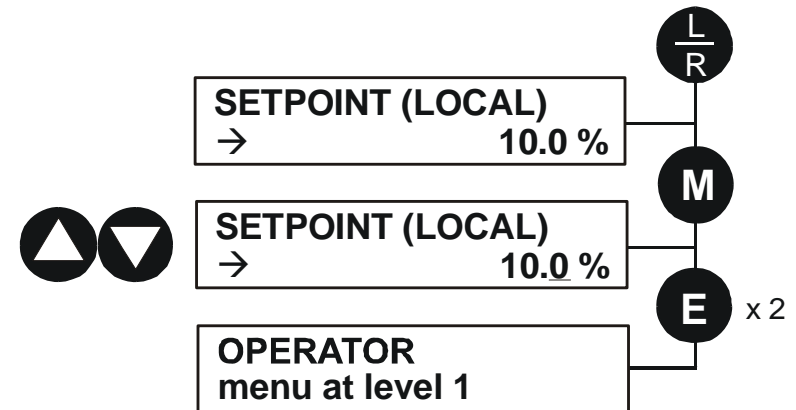 L
R
SETPOINT (LOCAL)
→ 10.0 %
M
SETPOINT (LOCAL)
→ 10.0 %
E x 2
OPERATOR
menu at level 1